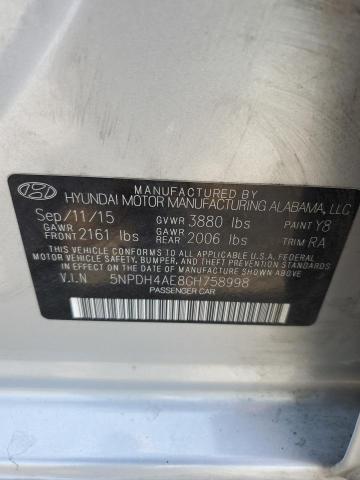 MANUFACTURED BY
HYUNDAI MOTOR MANUFACTURING ALABAMA, LLC
Sep/11/15 GVWR 3880 lbs PAINT Y8
GAWR FRONT 2161 lbs GAWR REAR 2006 lbs TRIM RA
THIS VEHICLE CONFORMS TO ALL APPLICABLE U.S. FEDERAL
MOTOR VEHICLE SAFETY, BUMPER, AND THEFT PREVENTION STANDARDS
IN EFFECT ON THE DATE OF MANUFACTURE SHOWN ABOVE.
V.I.N 5NPDH4AE8GH758998
PASSENGER CAR